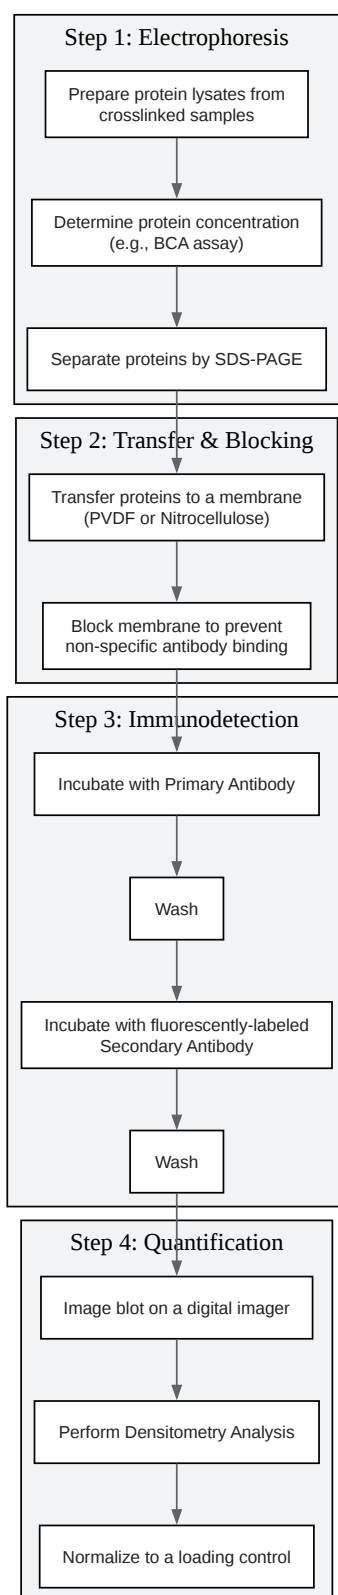 Step 1: Electrophoresis
Prepare protein lysates from
crosslinked samples
Determine protein concentration
(e.g., BCA assay)
Separate proteins by SDS-PAGE
Step 2: Transfer & Blocking
Transfer proteins to a membrane
(PVDF or Nitrocellulose)
Block membrane to prevent
non-specific antibody binding
Step 3: Immunodetection
Incubate with Primary Antibody
Wash
Incubate with fluorescently-labeled
Secondary Antibody
Wash
Step 4: Quantification
Image blot on a digital imager
Perform Densitometry Analysis
Normalize to a loading control